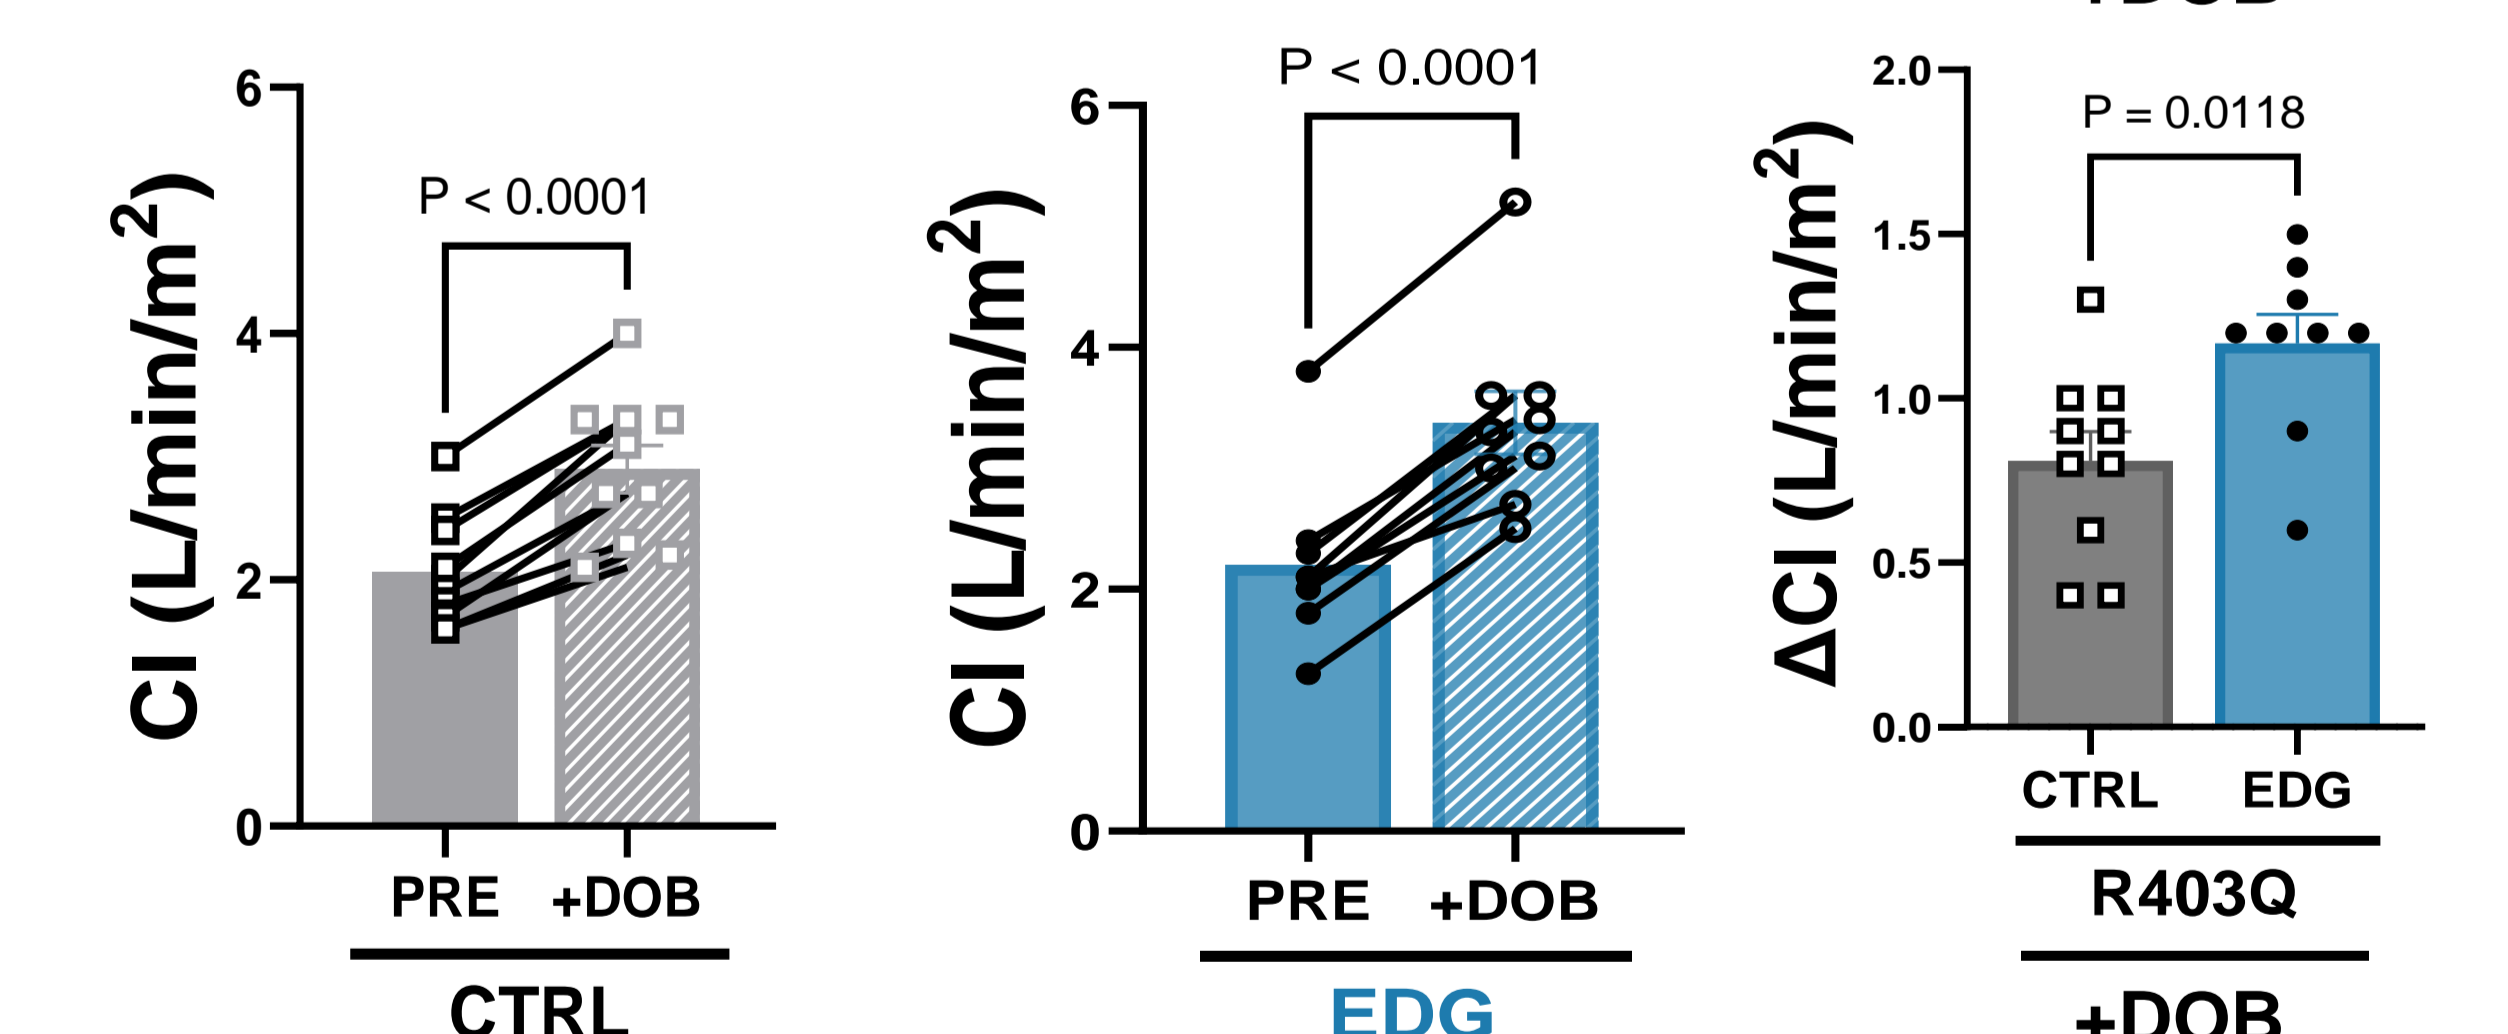 CI (L/min/m²)
6
4
2
0
P < 0.0001
PRE +DOB
CTRL
CI (L/min/m²)
6
4
2
0
P < 0.0001
PRE +DOB
EDG
ΔCI (L/min/m²)
2.0
1.5
1.0
0.5
0.0
P = 0.0118
CTRL EDG
R403Q
+DOB